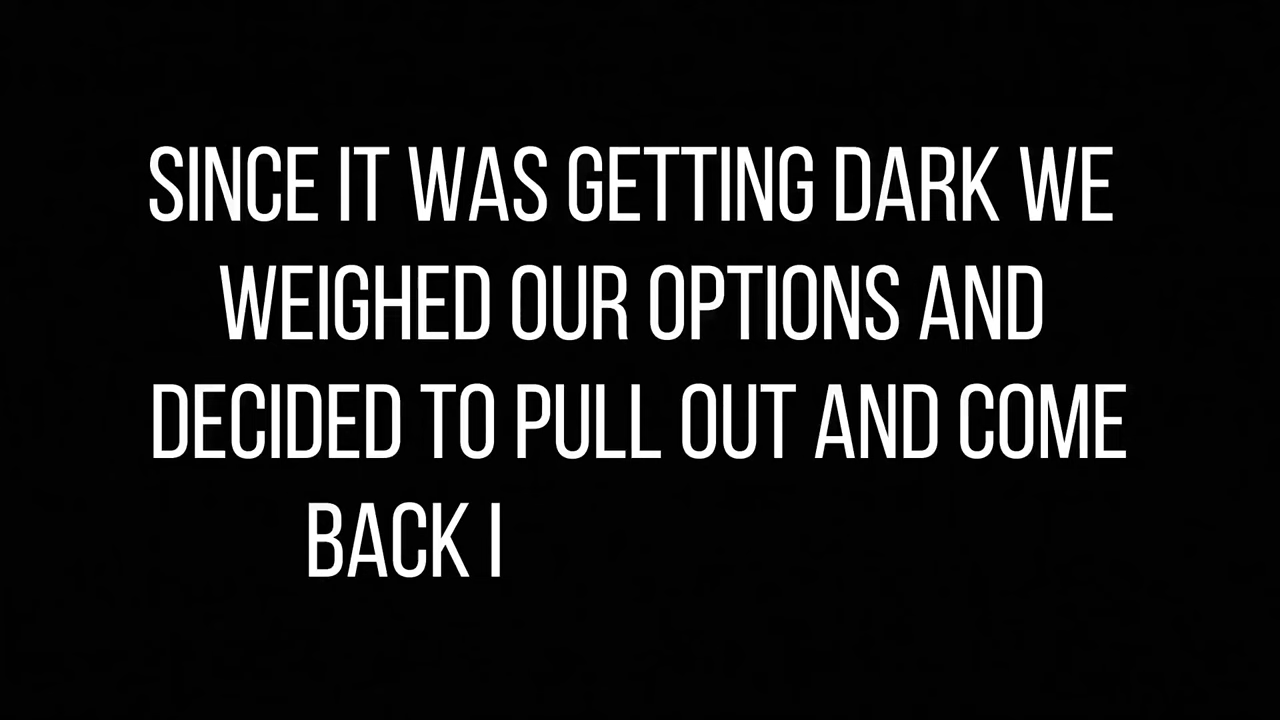 SINCE IT WAS GETTING DARK WE
WEIGHED OUR OPTIONS AND
DECIDED TO PULL OUT AND COME
BACK I